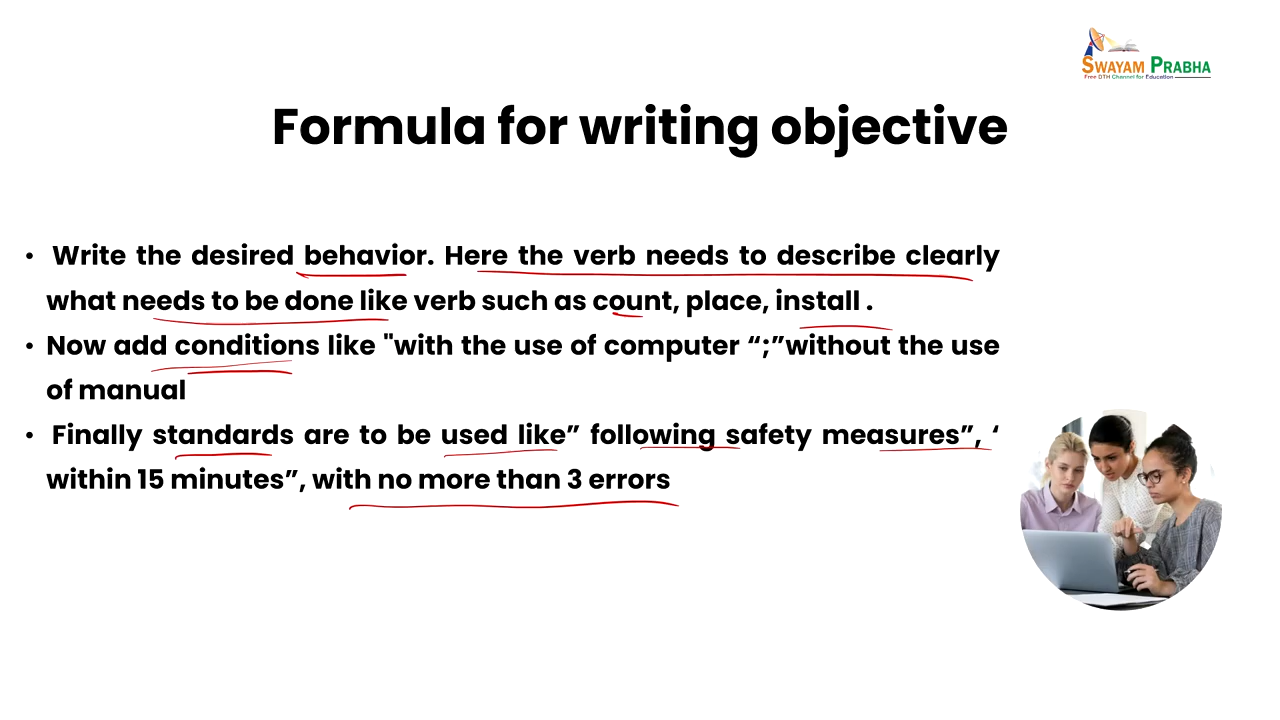 SWAYAM PRABHA
Free DTH Channel for Education
Formula for writing objective
• Write the desired behavior. Here the verb needs to describe clearly
what needs to be done like verb such as count, place, install .
• Now add conditions like "with the use of computer “;”without the use
of manual
• Finally standards are to be used like” following safety measures”, ‘
within 15 minutes”, with no more than 3 errors